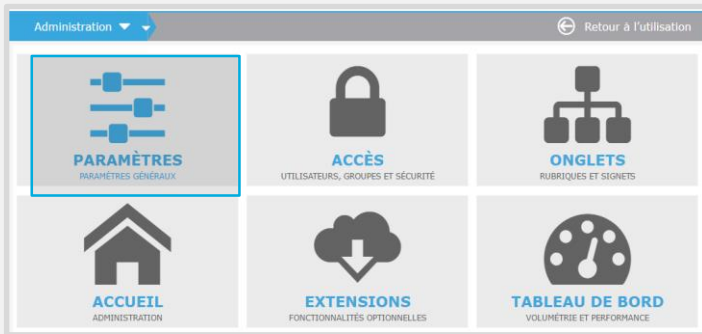 Administration
Retour à l'utilisation
PARAMÈTRES
PARAMÈTRES GÉNÉRAUX
ACCÈS
UTILISATEURS, GROUPES ET SÉCURITÉ
ONGLETS
RUBRIQUES ET SIGNETS
ACCUEIL
ADMINISTRATION
EXTENSIONS
FONCTIONNALITÉS OPTIONNELLES
TABLEAU DE BORD
VOLUMÉTRIE ET PERFORMANCE